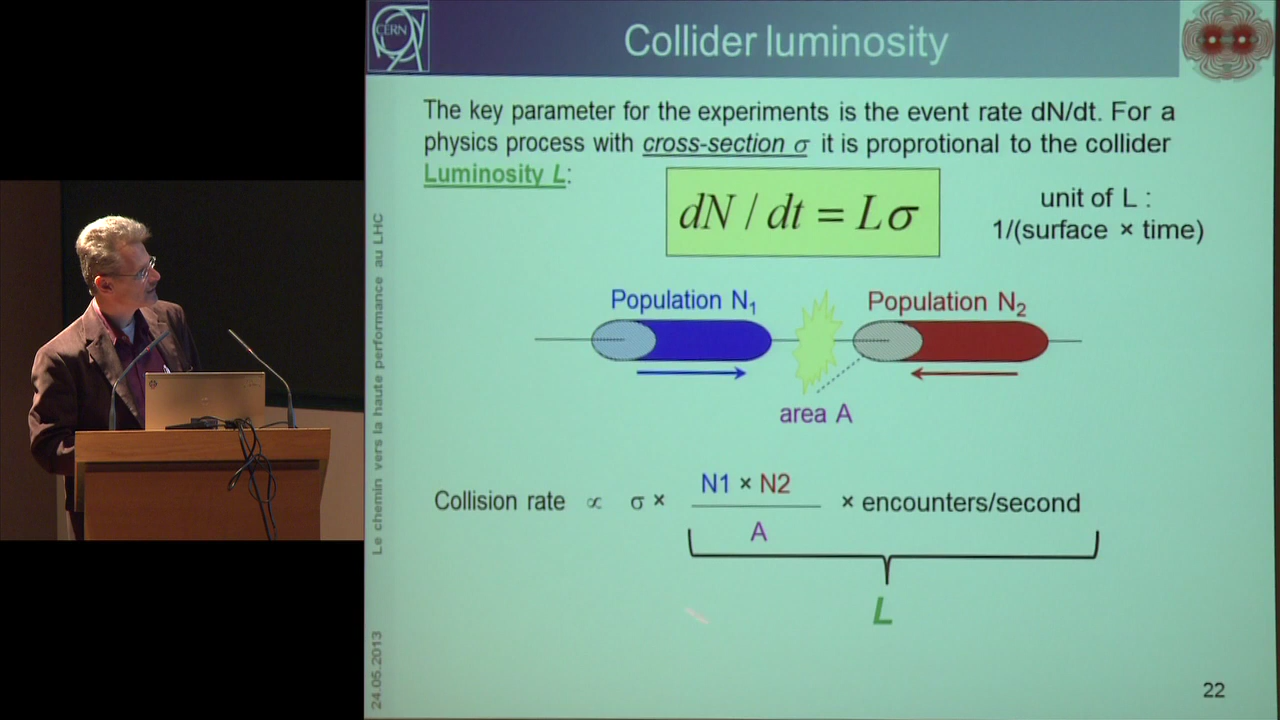 CERN
Collider luminosity
The key parameter for the experiments is the event rate dN/dt. For a
physics process with cross-section σ it is proprotional to the collider
Luminosity L:
dN / dt = Lσ
unit of L :
1/(surface × time)
Population N₁
Population N₂
area A
Collision rate ∝ σ × N1 × N2 × encounters/second
A
L
Le chemin vers la haute performance au LHC
24.05.2013
22